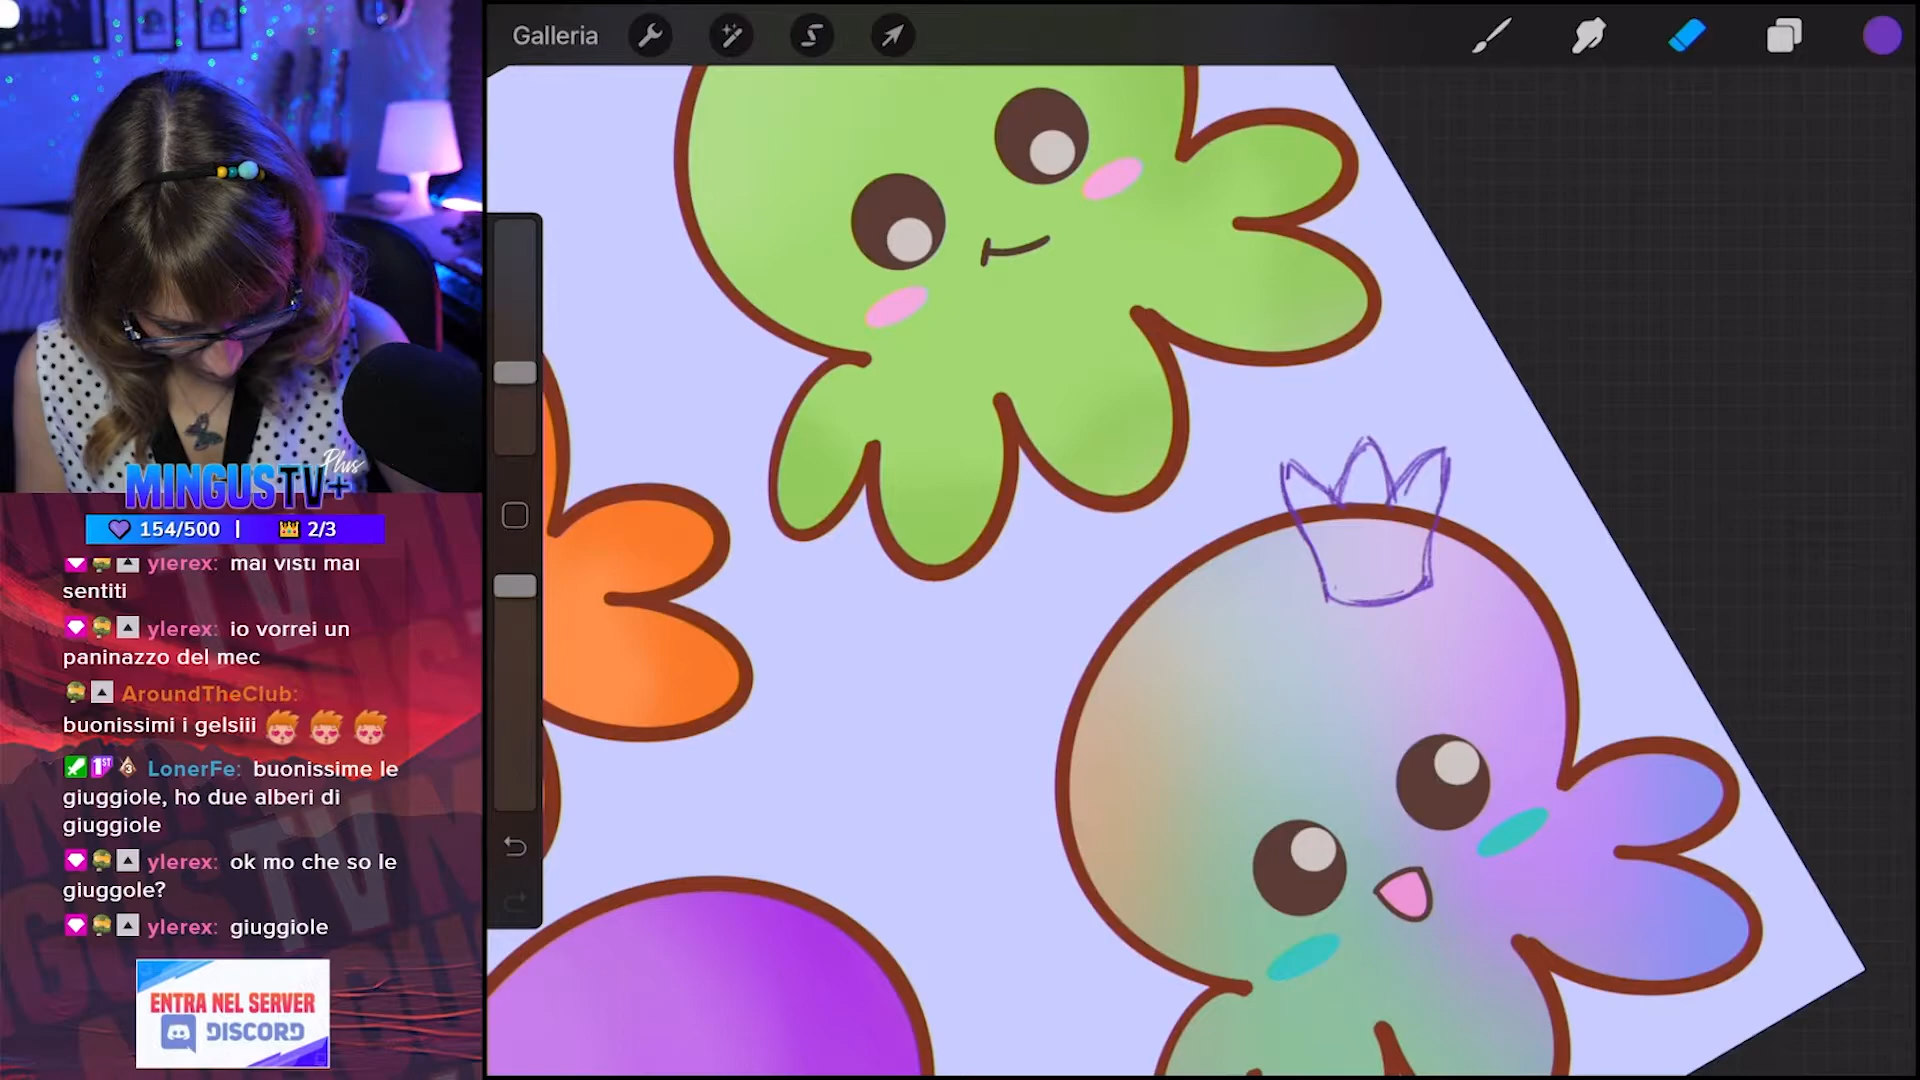 Galleria
MINGUSTV+
Plus
154/500 | 2/3
ylerex: mai visti mai
sentiti
ylerex: io vorrei un
paninazzo del mec
AroundTheClub:
buonissimi i gelsiii
1ST 3 LonerFe: buonissime le
giuggiole, ho due alberi di
giuggiole
ylerex: ok mo che so le
giuggole?
ylerex: giuggiole
ENTRA NEL SERVER
DISCORD